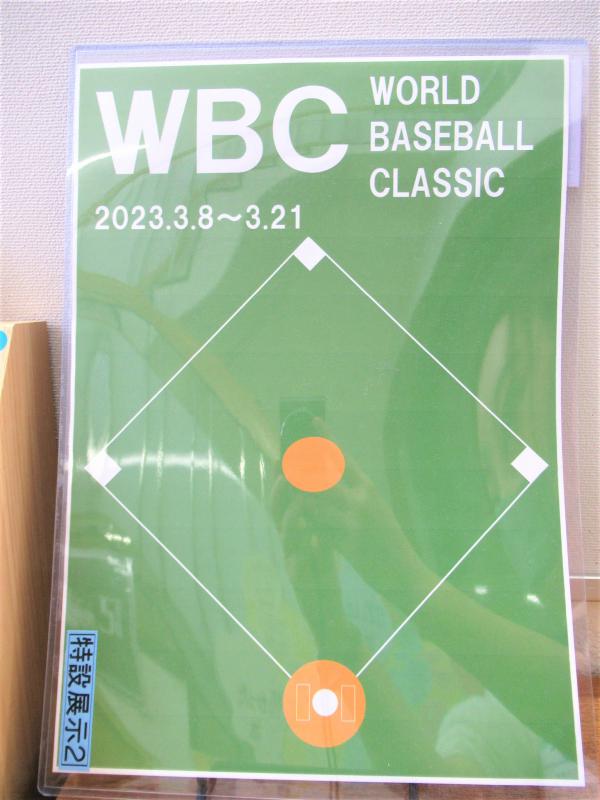 WBC
WORLD
BASEBALL
CLASSIC
2023.3.8～3.21
特設展示2